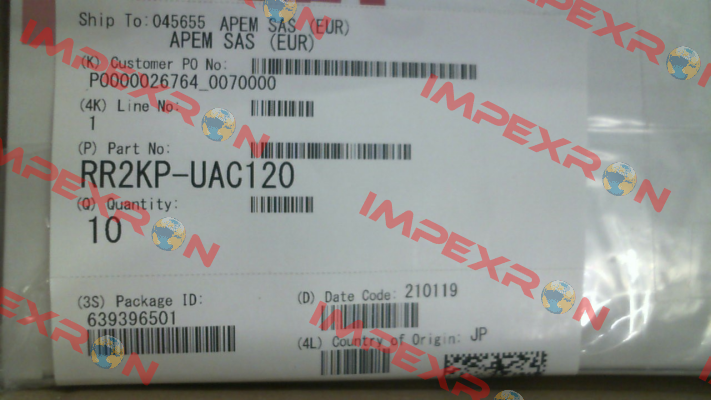 Ship To: 045655 APEM SAS (EUR)
APEM SAS (EUR)
(K) Customer PO No:
P0000026764_0070000
(4K) Line No:
1
(P) Part No:
RR2KP-UAC120
(Q) Quantity:
10
(3S) Package ID:
639396501
(D) Date Code: 210119
(4L) Country of Origin: JP
IMPEXRON
IMPEXRON
IMPEXRON
IMPEXRON
IMPEXRON
IMPEXRON